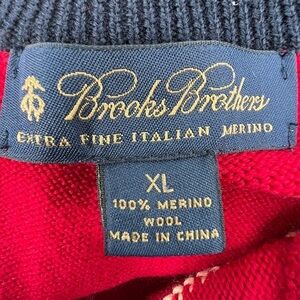 Brooks Brothers
EXTRA FINE ITALIAN MERINO
XL
100% MERINO
WOOL
MADE IN CHINA